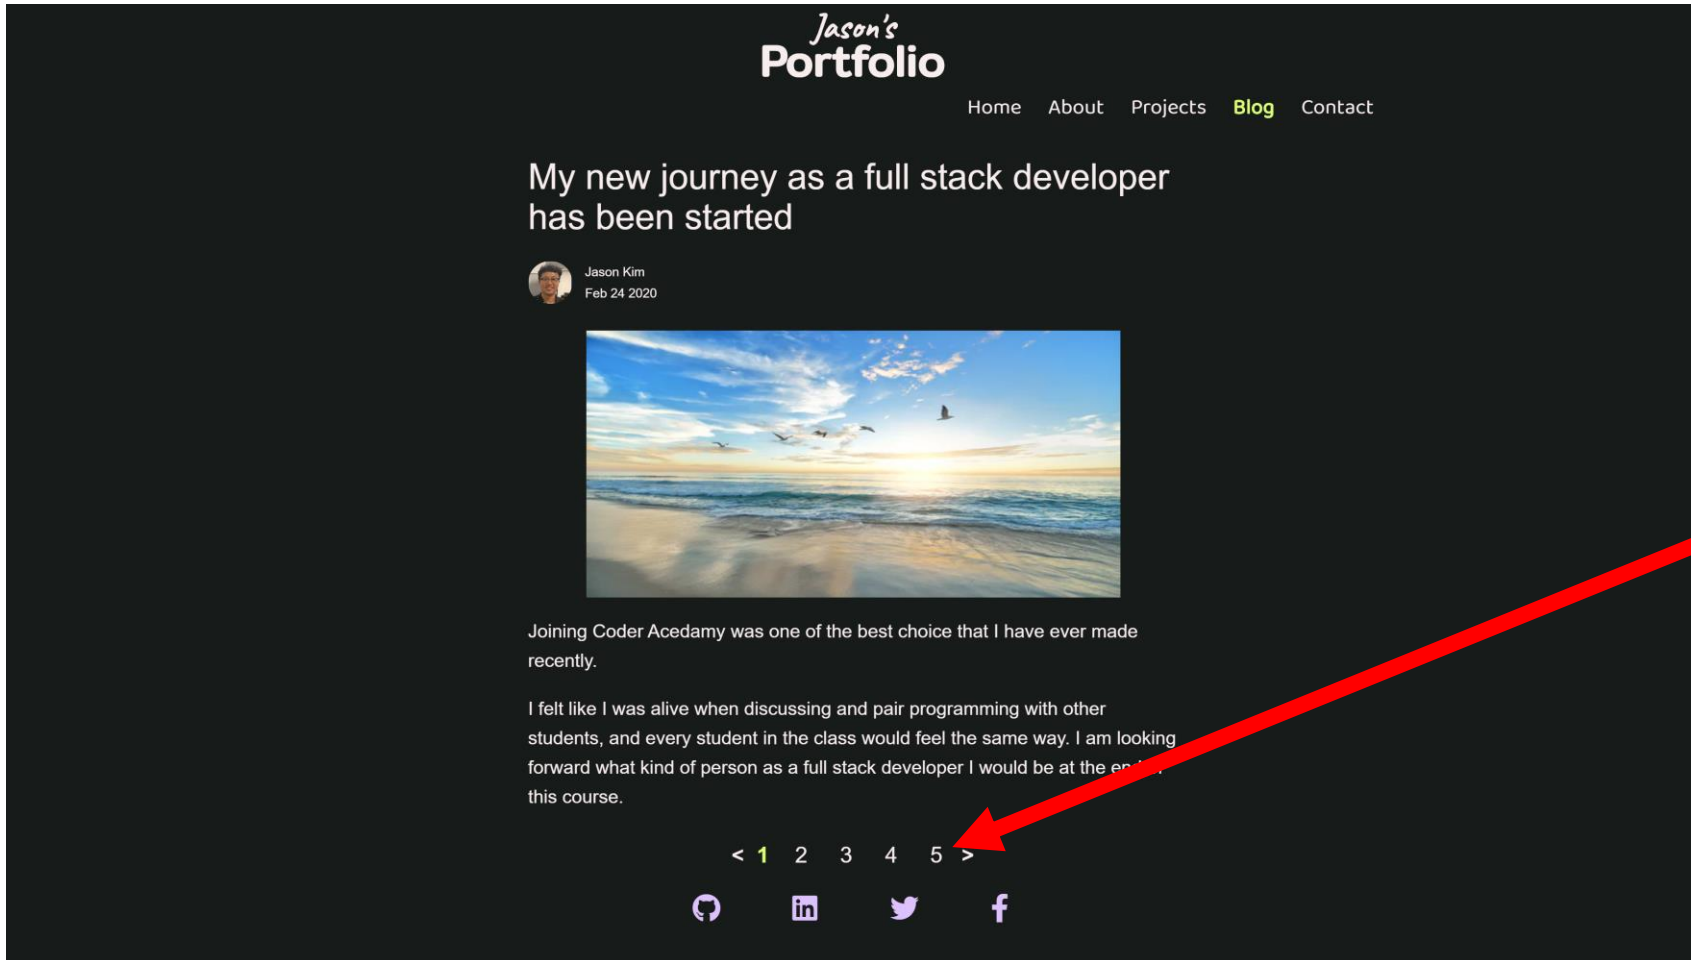 Jason's
Portfolio
Home About Projects Blog Contact
My new journey as a full stack developer
has been started
Jason Kim
Feb 24 2020
Joining Coder Acedamy was one of the best choice that I have ever made
recently.
I felt like I was alive when discussing and pair programming with other
students, and every student in the class would feel the same way. I am looking
forward what kind of person as a full stack developer I would be at the
this course.
< 1 2 3 4 5 >